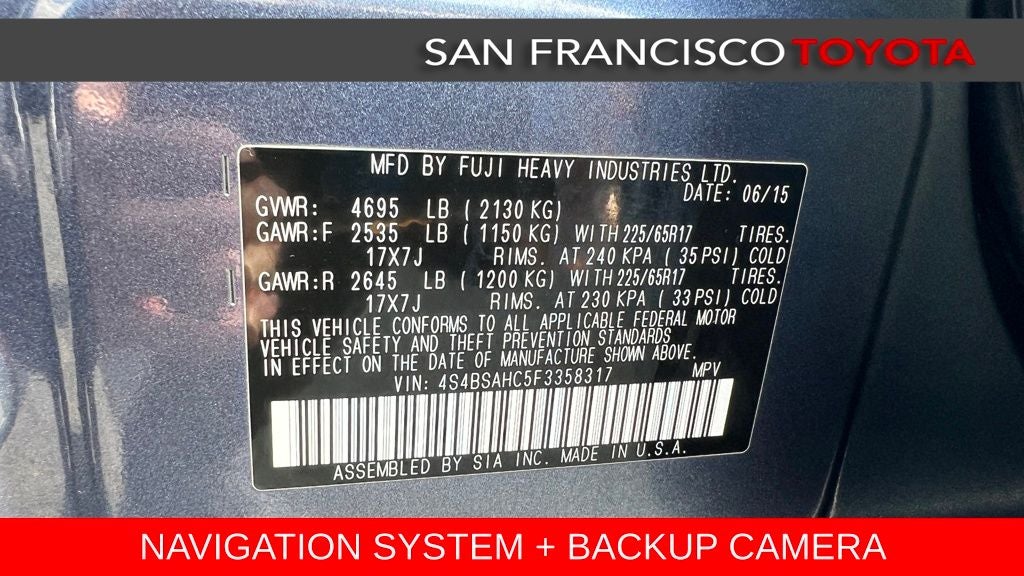 SAN FRANCISCO TOYOTA
MFD BY FUJI HEAVY INDUSTRIES LTD.
DATE: 06/15
GVWR: 4695 LB ( 2130 KG)
GAWR:F 2535 LB ( 1150 KG) WITH 225/65R17 TIRES.
17X7J RIMS. AT 240 KPA ( 35 PSI) COLD
GAWR:R 2645 LB ( 1200 KG) WITH 225/65R17 TIRES.
17X7J RIMS. AT 230 KPA ( 33 PSI) COLD
THIS VEHICLE CONFORMS TO ALL APPLICABLE FEDERAL MOTOR
VEHICLE SAFETY AND THEFT PREVENTION STANDARDS
IN EFFECT ON THE DATE OF MANUFACTURE SHOWN ABOVE.
VIN: 4S4BSAHC5F3358317 MPV
ASSEMBLED BY SIA INC. MADE IN U.S.A.
NAVIGATION SYSTEM + BACKUP CAMERA